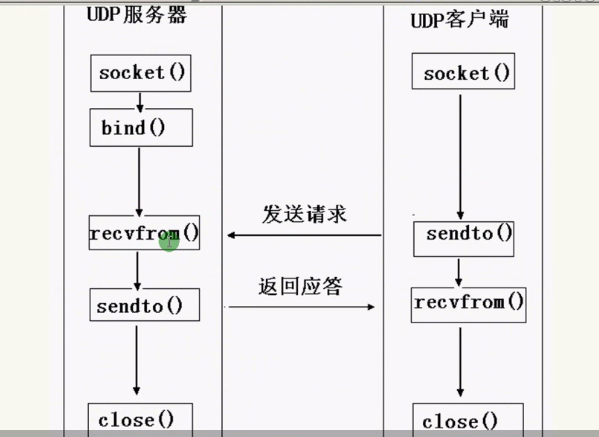 UDP服务器
UDP客户端
socket()
socket()
bind()
发送请求
recvfrom()
sendto()
返回应答
sendto()
recvfrom()
close()
close()